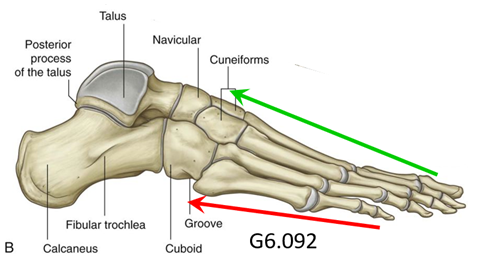 Talus
Posterior
process
of the talus
Navicular
Cuneiforms
Fibular trochlea
Groove
G6.092
B
Calcaneus
Cuboid